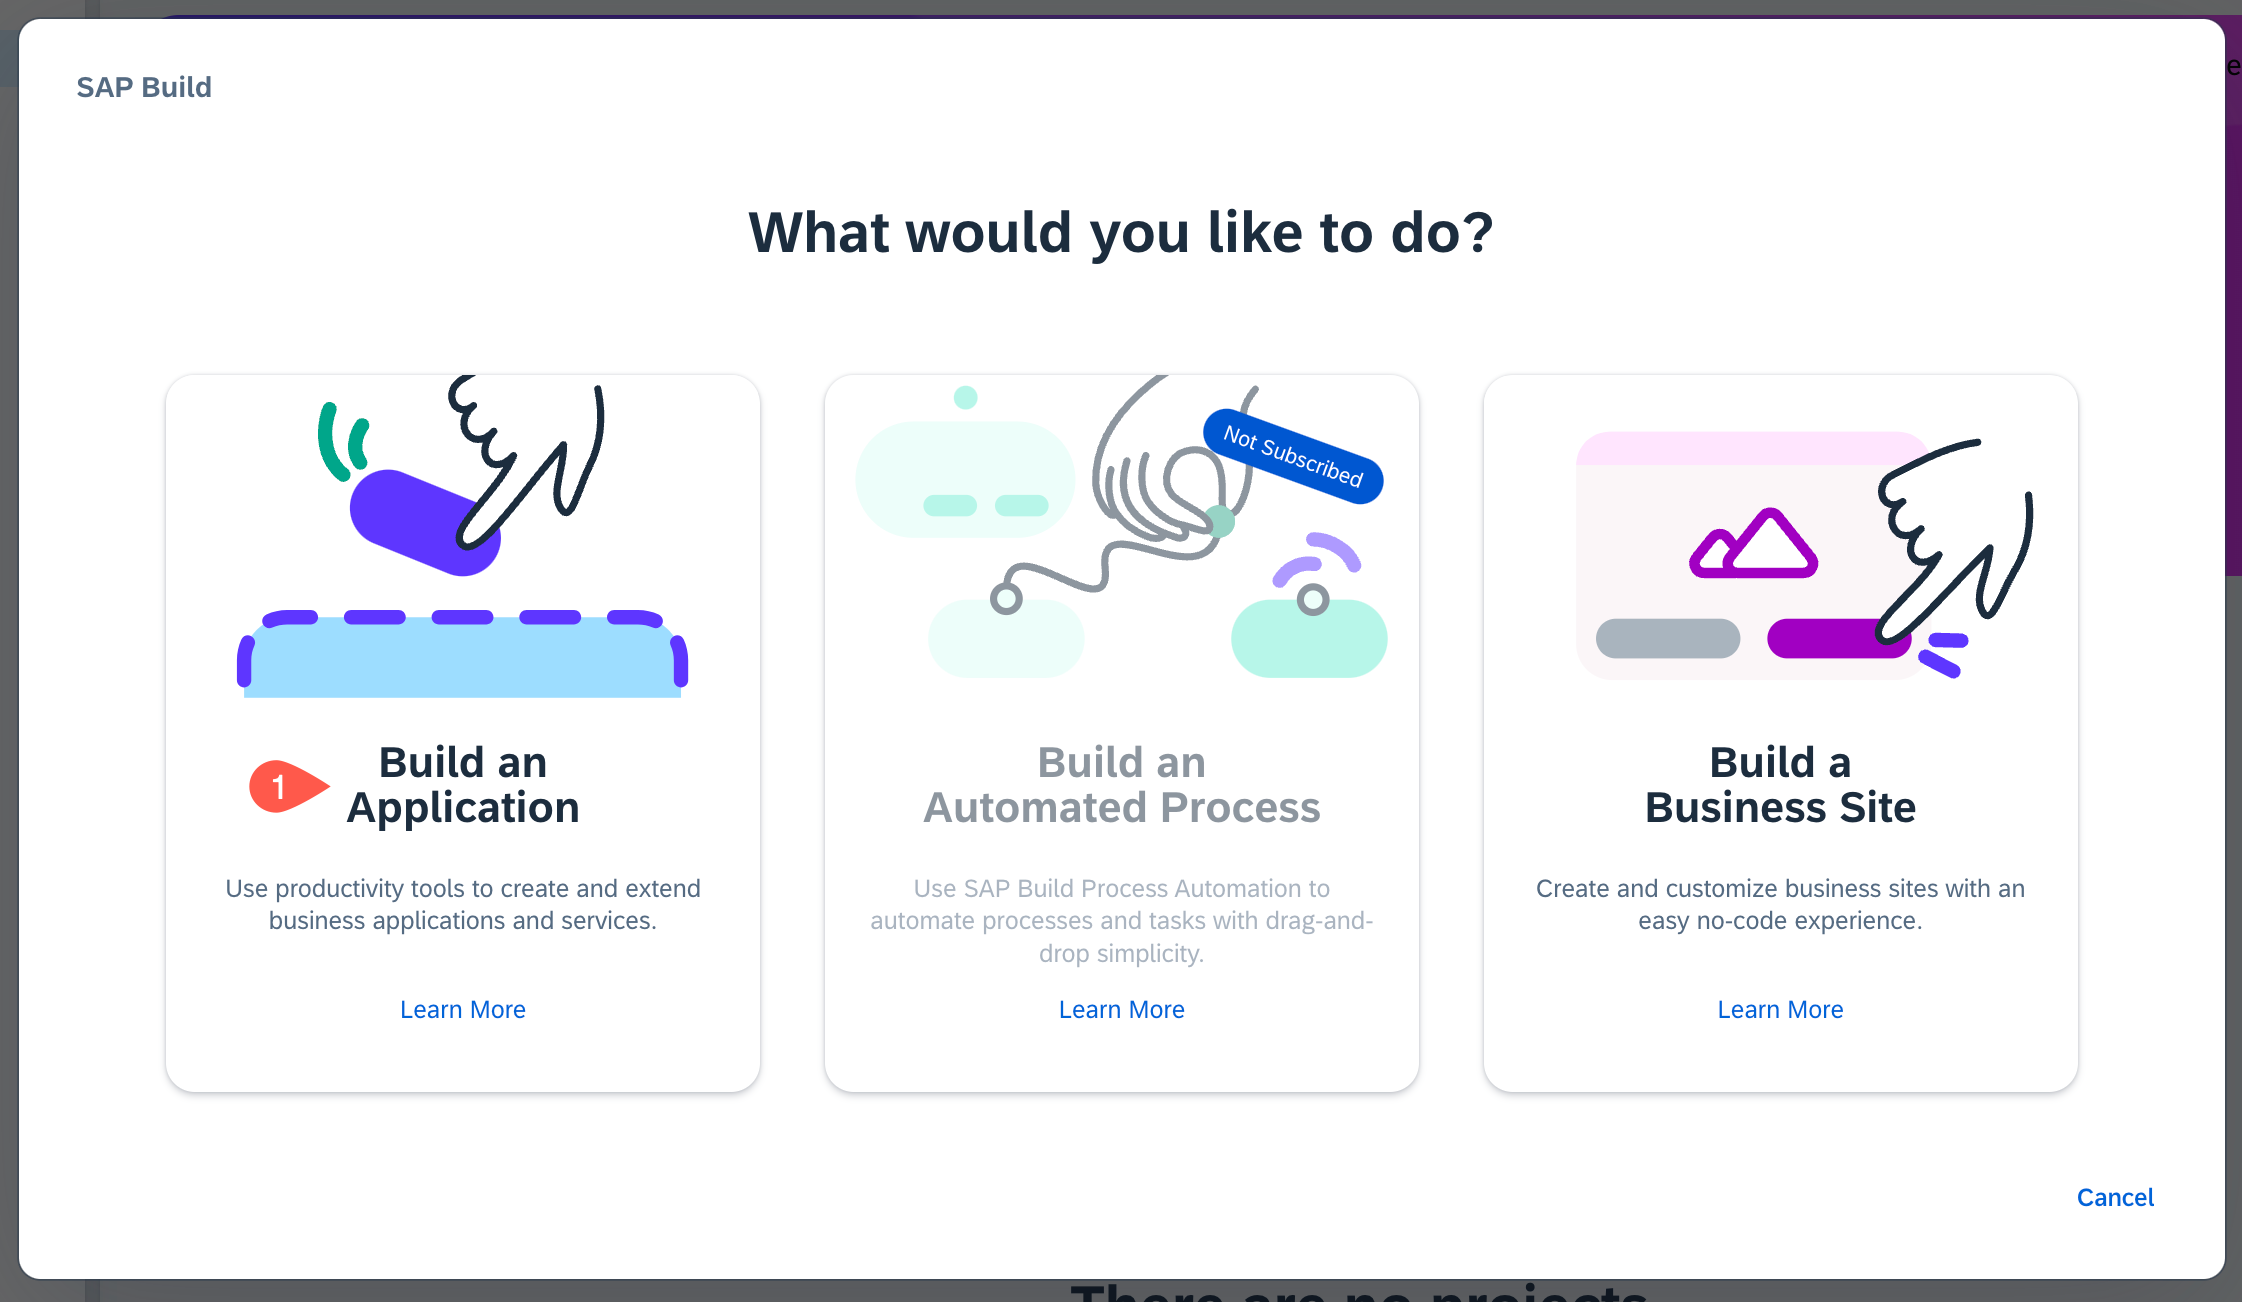 SAP Build
What would you like to do?
Not Subscribed
1
Build an
Application
Use productivity tools to create and extend
business applications and services.
Learn More
Build an
Automated Process
Use SAP Build Process Automation to
automate processes and tasks with drag-and-
drop simplicity.
Learn More
Build a
Business Site
Create and customize business sites with an
easy no-code experience.
Learn More
Cancel
There are no projects